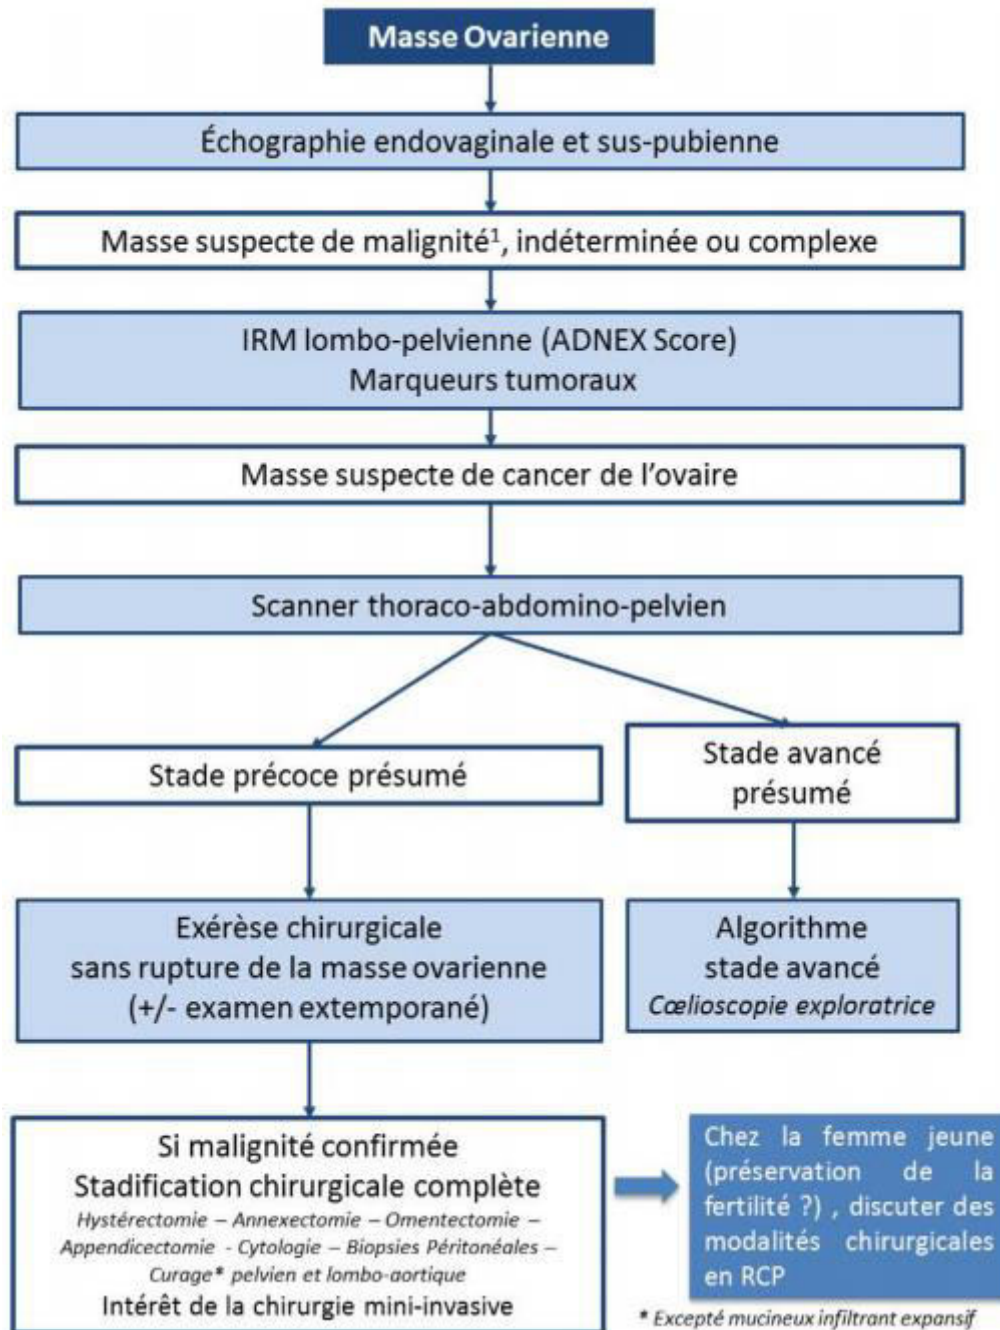 Masse Ovarienne
Échographie endovaginale et sus-pubienne
Masse suspecte de malignité¹, indéterminée ou complexe
IRM lombo-pelvienne (ADNEX Score)
Marqueurs tumoraux
Masse suspecte de cancer de l'ovaire
Scanner thoraco-abdomino-pelvien
Stade précoce présumé
Stade avancé
présumé
Exérèse chirurgicale
sans rupture de la masse ovarienne
(+/- examen extemporané)
Algorithme
stade avancé
Cœlioscopie exploratrice
Si malignité confirmée
Stadification chirurgicale complète
Hystérectomie – Annexectomie – Omentectomie –
Appendicectomie - Cytologie – Biopsies Péritonéales –
Curage* pelvien et lombo-aortique
Intérêt de la chirurgie mini-invasive
Chez la femme jeune
(préservation de la
fertilité ?) , discuter des
modalités chirurgicales
en RCP
* Excepté mucineux infiltrant expansif